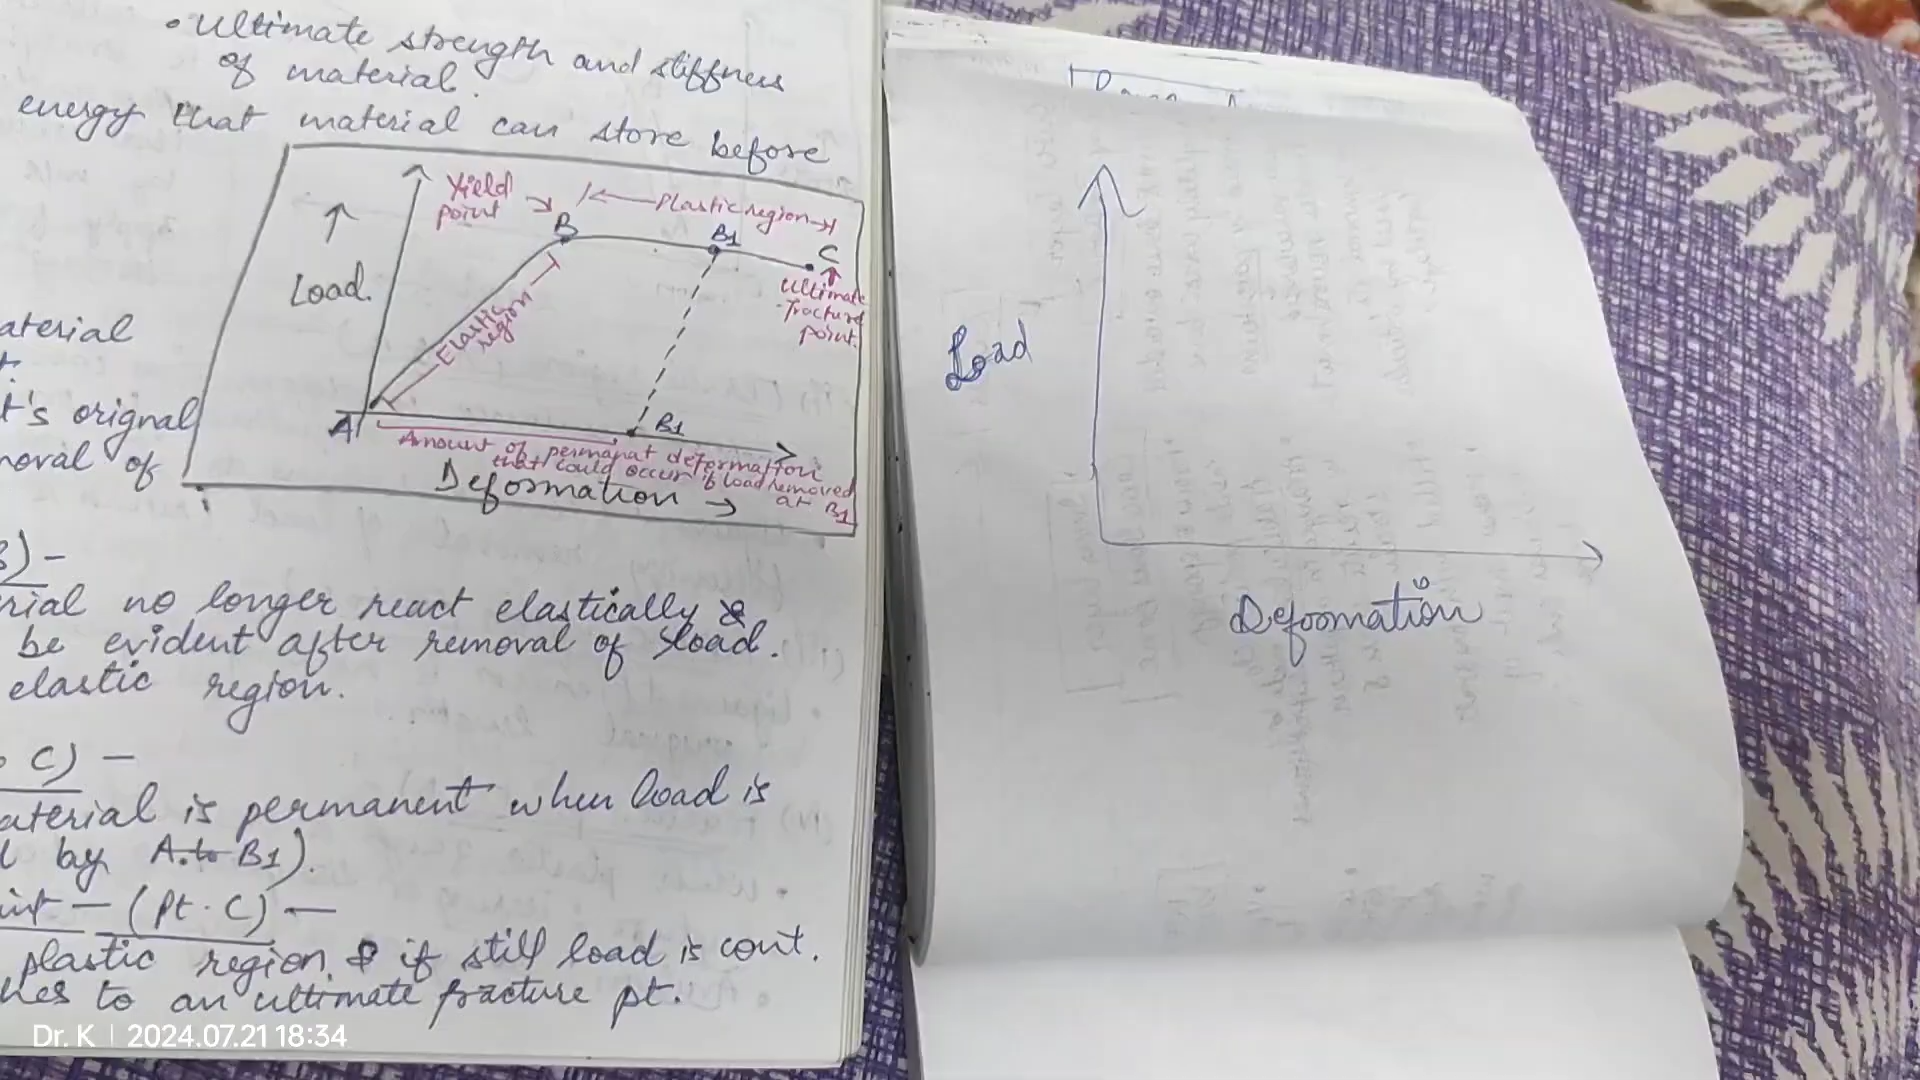 • Ultimate strength and stiffness
of material.
energy that material can store before
Yield
point
Plastic region
B
B1
C
Load.
Elastic
region
Ultimate
fracture
point.
A
B1
Amount of permanat deformation
that could occur if load removed
at B1
Deformation
aterial
t.
t's orignal
moval of
B) -
rial no longer react elastically &
be evident after removal of load.
elastic region.
o C) -
aterial is permanent when load is
l by A to B1).
int - (Pt. C) -
plastic region & if still load is cont.
hes to an ultimate fracture pt.
Load
Deformation
Dr. K | 2024.07.21 18:34